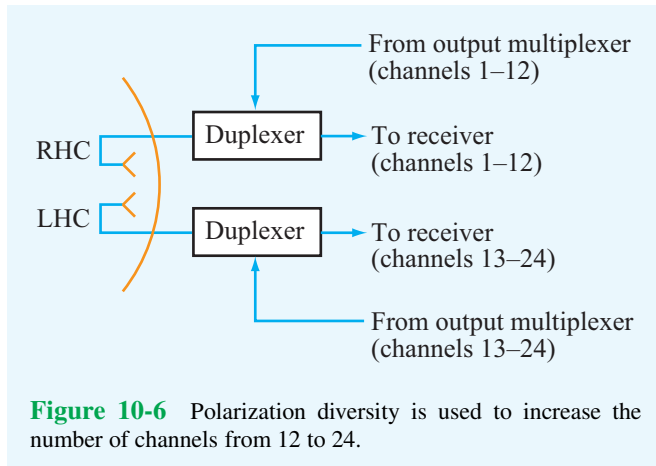 From output multiplexer
(channels 1–12)
Duplexer
To receiver
(channels 1–12)
RHC
LHC
Duplexer
To receiver
(channels 13–24)
From output multiplexer
(channels 13–24)
Figure 10-6 Polarization diversity is used to increase the
number of channels from 12 to 24.